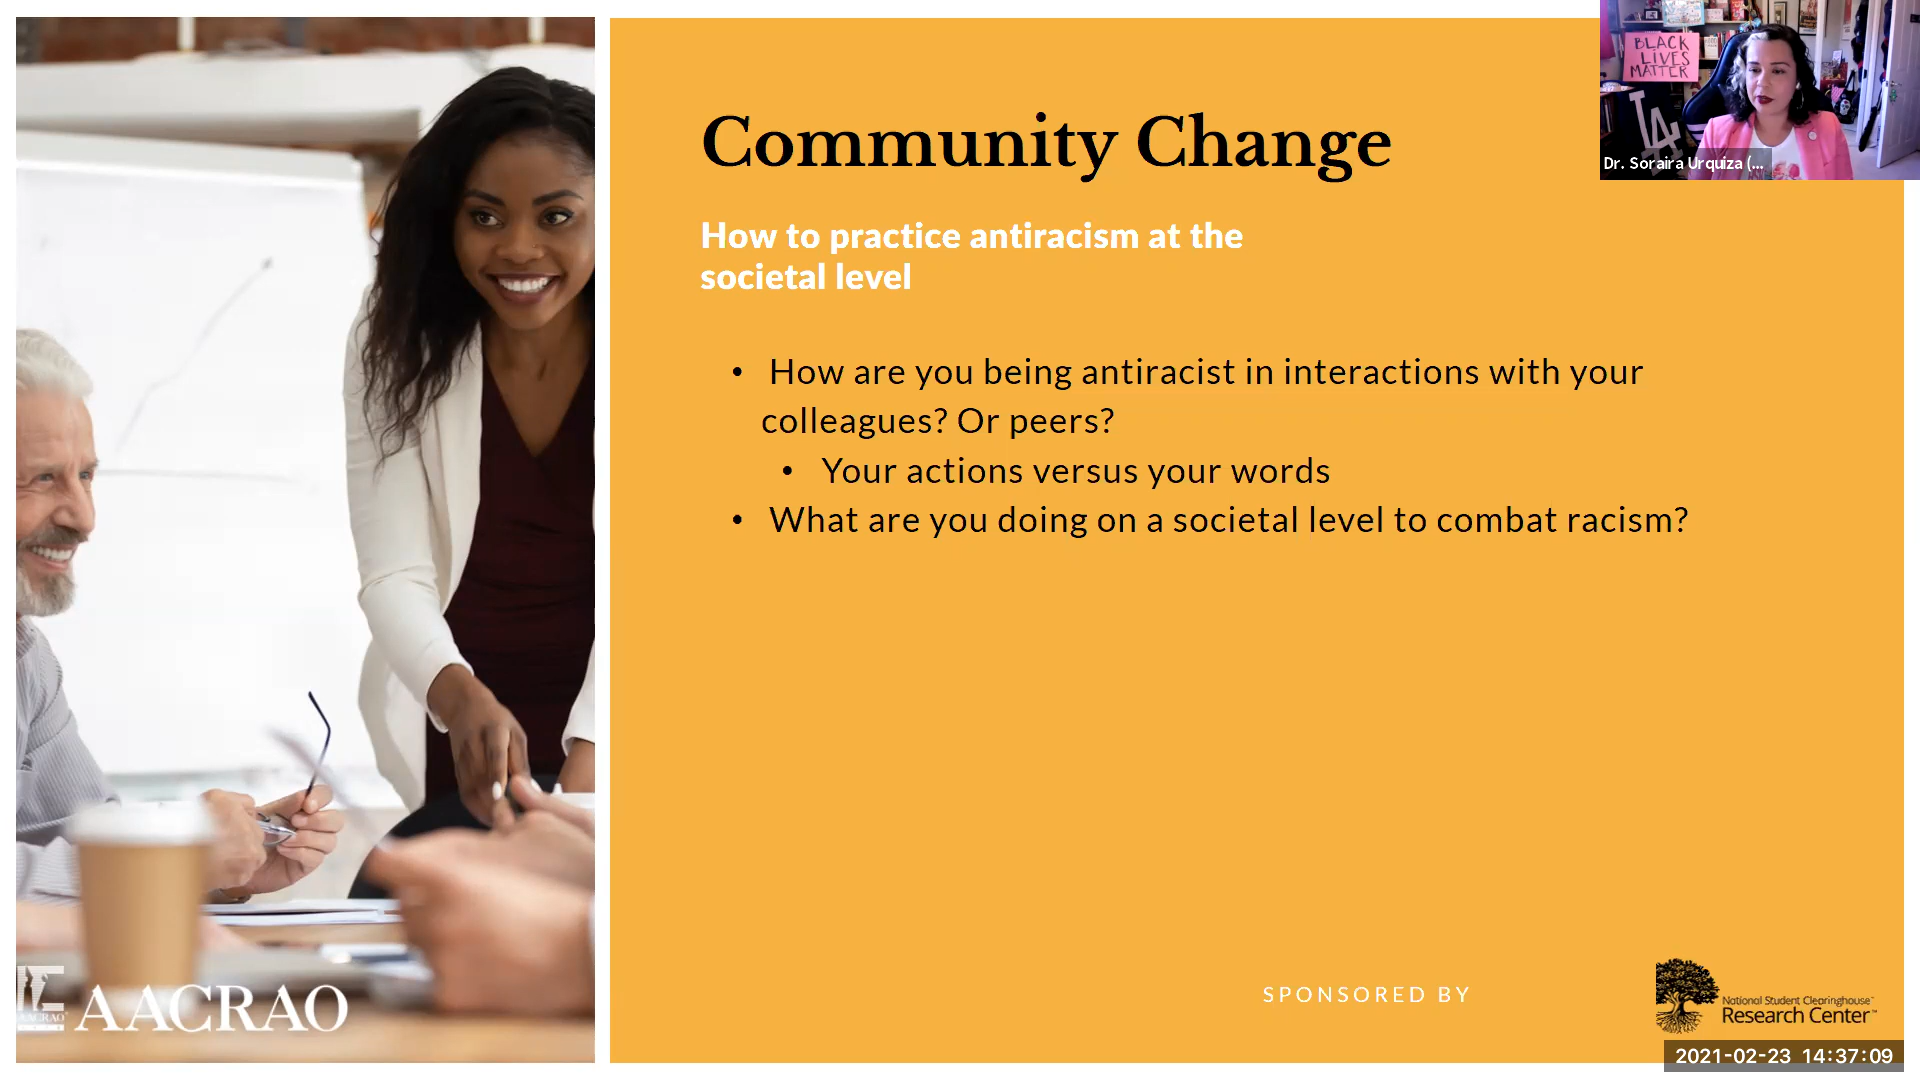 Community Change
How to practice antiracism at the
societal level
• How are you being antiracist in interactions with your
colleagues? Or peers?
• Your actions versus your words
• What are you doing on a societal level to combat racism?
BLACK
LIVES
MATTER
LA
Dr. Soraira Urquiza (...
AACRAO
AACRAO
SPONSORED BY
National Student Clearinghouse®
Research Center™
2021-02-23 14:37:09